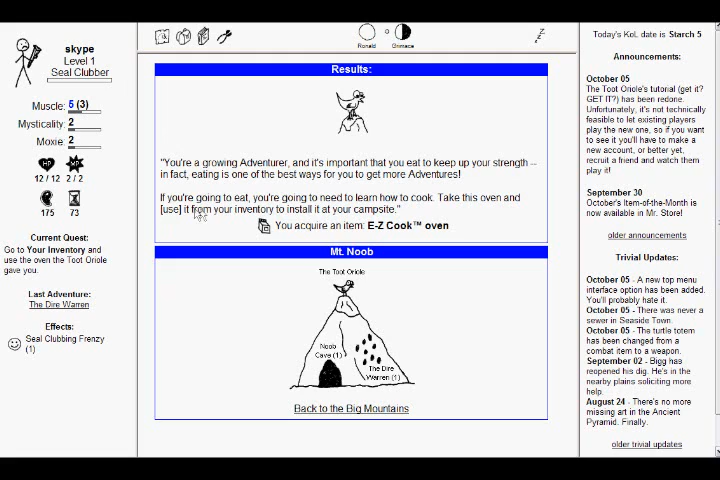 skype
Level 1
Seal Clubber
Muscle: 5 (3)
Mysticality: 2
Moxie: 2
HP
MP
12 / 12 2 / 2
175 73
Current Quest:
Go to Your Inventory and
use the oven the Toot Oriole
gave you.
Last Adventure:
The Dire Warren
Effects:
Seal Clubbing Frenzy
(1)
Ronald Grimace
Results:
"You're a growing Adventurer, and it's important that you eat to keep up your strength --
in fact, eating is one of the best ways for you to get more Adventures!
If you're going to eat, you're going to need to learn how to cook. Take this oven and
[use] it from your inventory to install it at your campsite."
You acquire an item: E-Z Cook™ oven
Mt. Noob
The Toot Oriole
Noob
Cave (1)
The Dire
Warren (1)
Back to the Big Mountains
Today's KoL date is Starch 5
Announcements:
October 05
The Toot Oriole's tutorial (get it?
GET IT?) has been redone.
Unfortunately, it's not technically
feasible to let existing players
play the new one, so if you want
to see it you'll have to make a
new account, or better yet,
recruit a friend and watch them
play it!
September 30
October's Item-of-the-Month is
now available in Mr. Store!
older announcements
Trivial Updates:
October 05 - A new top menu
interface option has been added.
You'll probably hate it.
October 05 - There was never a
sewer in Seaside Town.
October 05 - The turtle totem
has been changed from a
combat item to a weapon.
September 02 - Bigg has
reopened his dig. He's in the
nearby plains soliciting more
help.
August 24 - There's no more
missing art in the Ancient
Pyramid. Finally.
older trivial updates